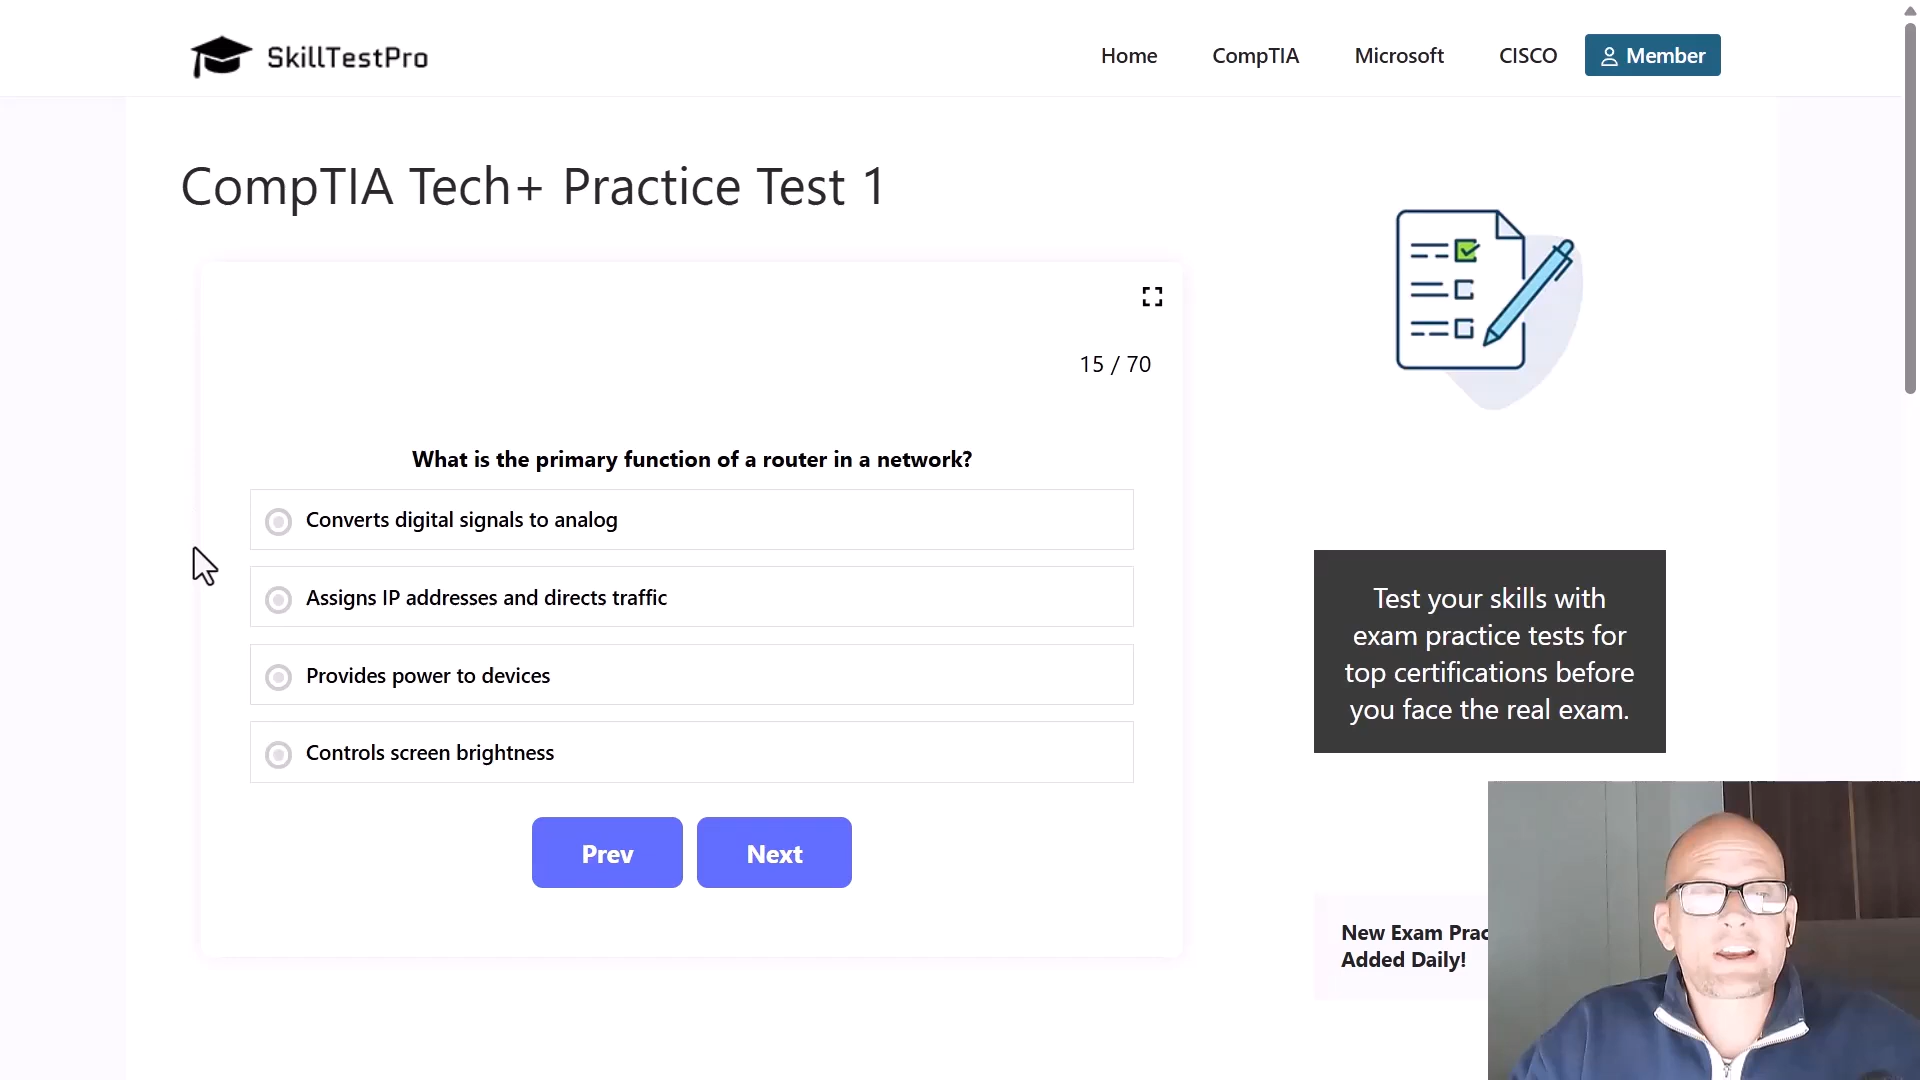 SkillTestPro
Home
CompTIA
Microsoft
CISCO
Member
CompTIA Tech+ Practice Test 1
15 / 70
What is the primary function of a router in a network?
Converts digital signals to analog
Assigns IP addresses and directs traffic
Provides power to devices
Controls screen brightness
Prev
Next
Test your skills with
exam practice tests for
top certifications before
you face the real exam.
New Exam
Added Daily!